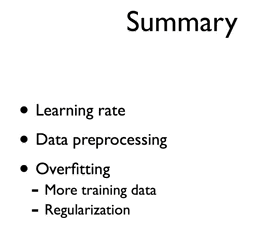 Summary
• Learning rate
• Data preprocessing
• Overfitting
- More training data
- Regularization